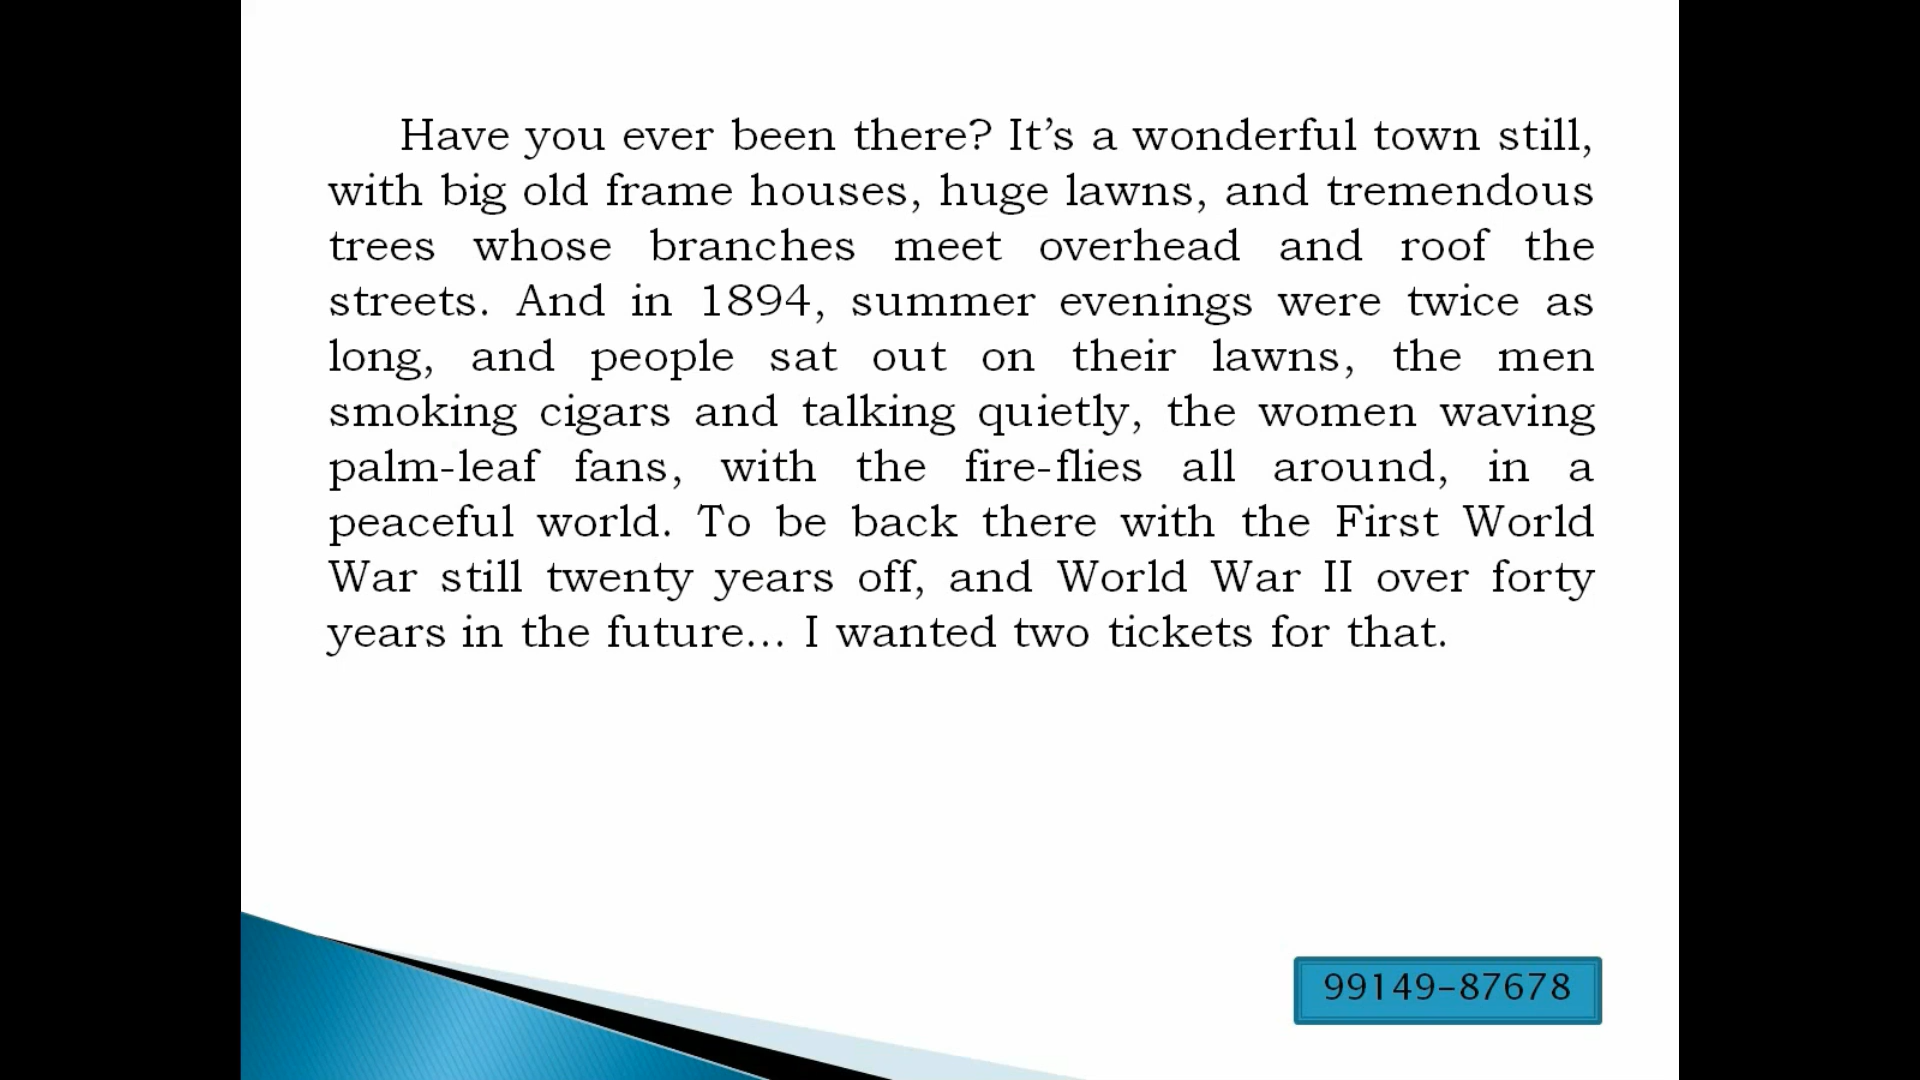 Have you ever been there? It’s a wonderful town still,
with big old frame houses, huge lawns, and tremendous
trees whose branches meet overhead and roof the
streets. And in 1894, summer evenings were twice as
long, and people sat out on their lawns, the men
smoking cigars and talking quietly, the women waving
palm-leaf fans, with the fire-flies all around, in a
peaceful world. To be back there with the First World
War still twenty years off, and World War II over forty
years in the future... I wanted two tickets for that.
99149-87678